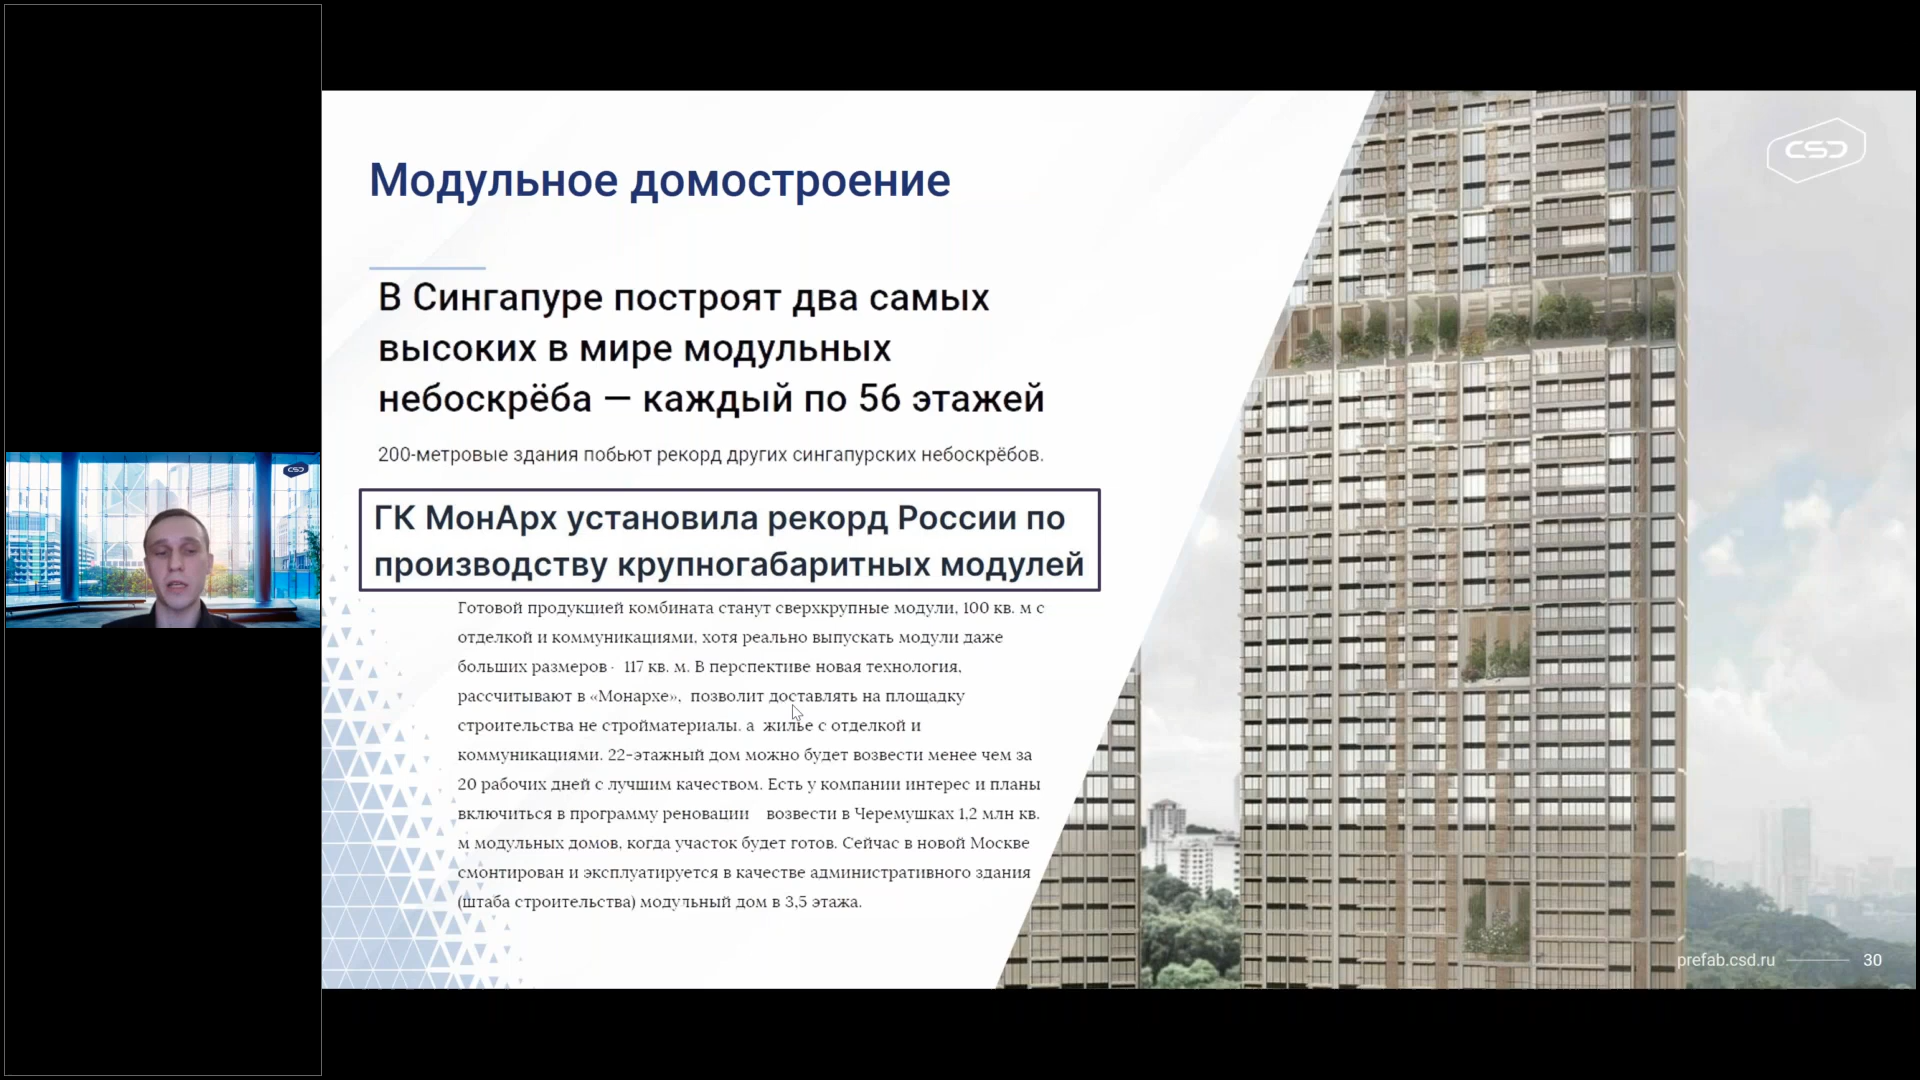 CSD
Модульное домостроение
В Сингапуре построят два самых
высоких в мире модульных
небоскрёба — каждый по 56 этажей
200-метровые здания побьют рекорд других сингапурских небоскрёбов.
ГК МонАрх установила рекорд России по
производству крупногабаритных модулей
Готовой продукцией комбината станут сверхкрупные модули, 100 кв. м с
отделкой и коммуникациями, хотя реально выпускать модули даже
больших размеров · 117 кв. м. В перспективе новая технология,
рассчитывают в «Монархе», позволит доставлять на площадку
строительства не стройматериалы, а жилье с отделкой и
коммуникациями. 22-этажный дом можно будет возвести менее чем за
20 рабочих дней с лучшим качеством. Есть у компании интерес и планы
включиться в программу реновации возвести в Черемушках 1,2 млн кв.
м модульных домов, когда участок будет готов. Сейчас в новой Москве
смонтирован и эксплуатируется в качестве административного здания
(штаба строительства) модульный дом в 3,5 этажа.
CSD
prefab.csd.ru 30